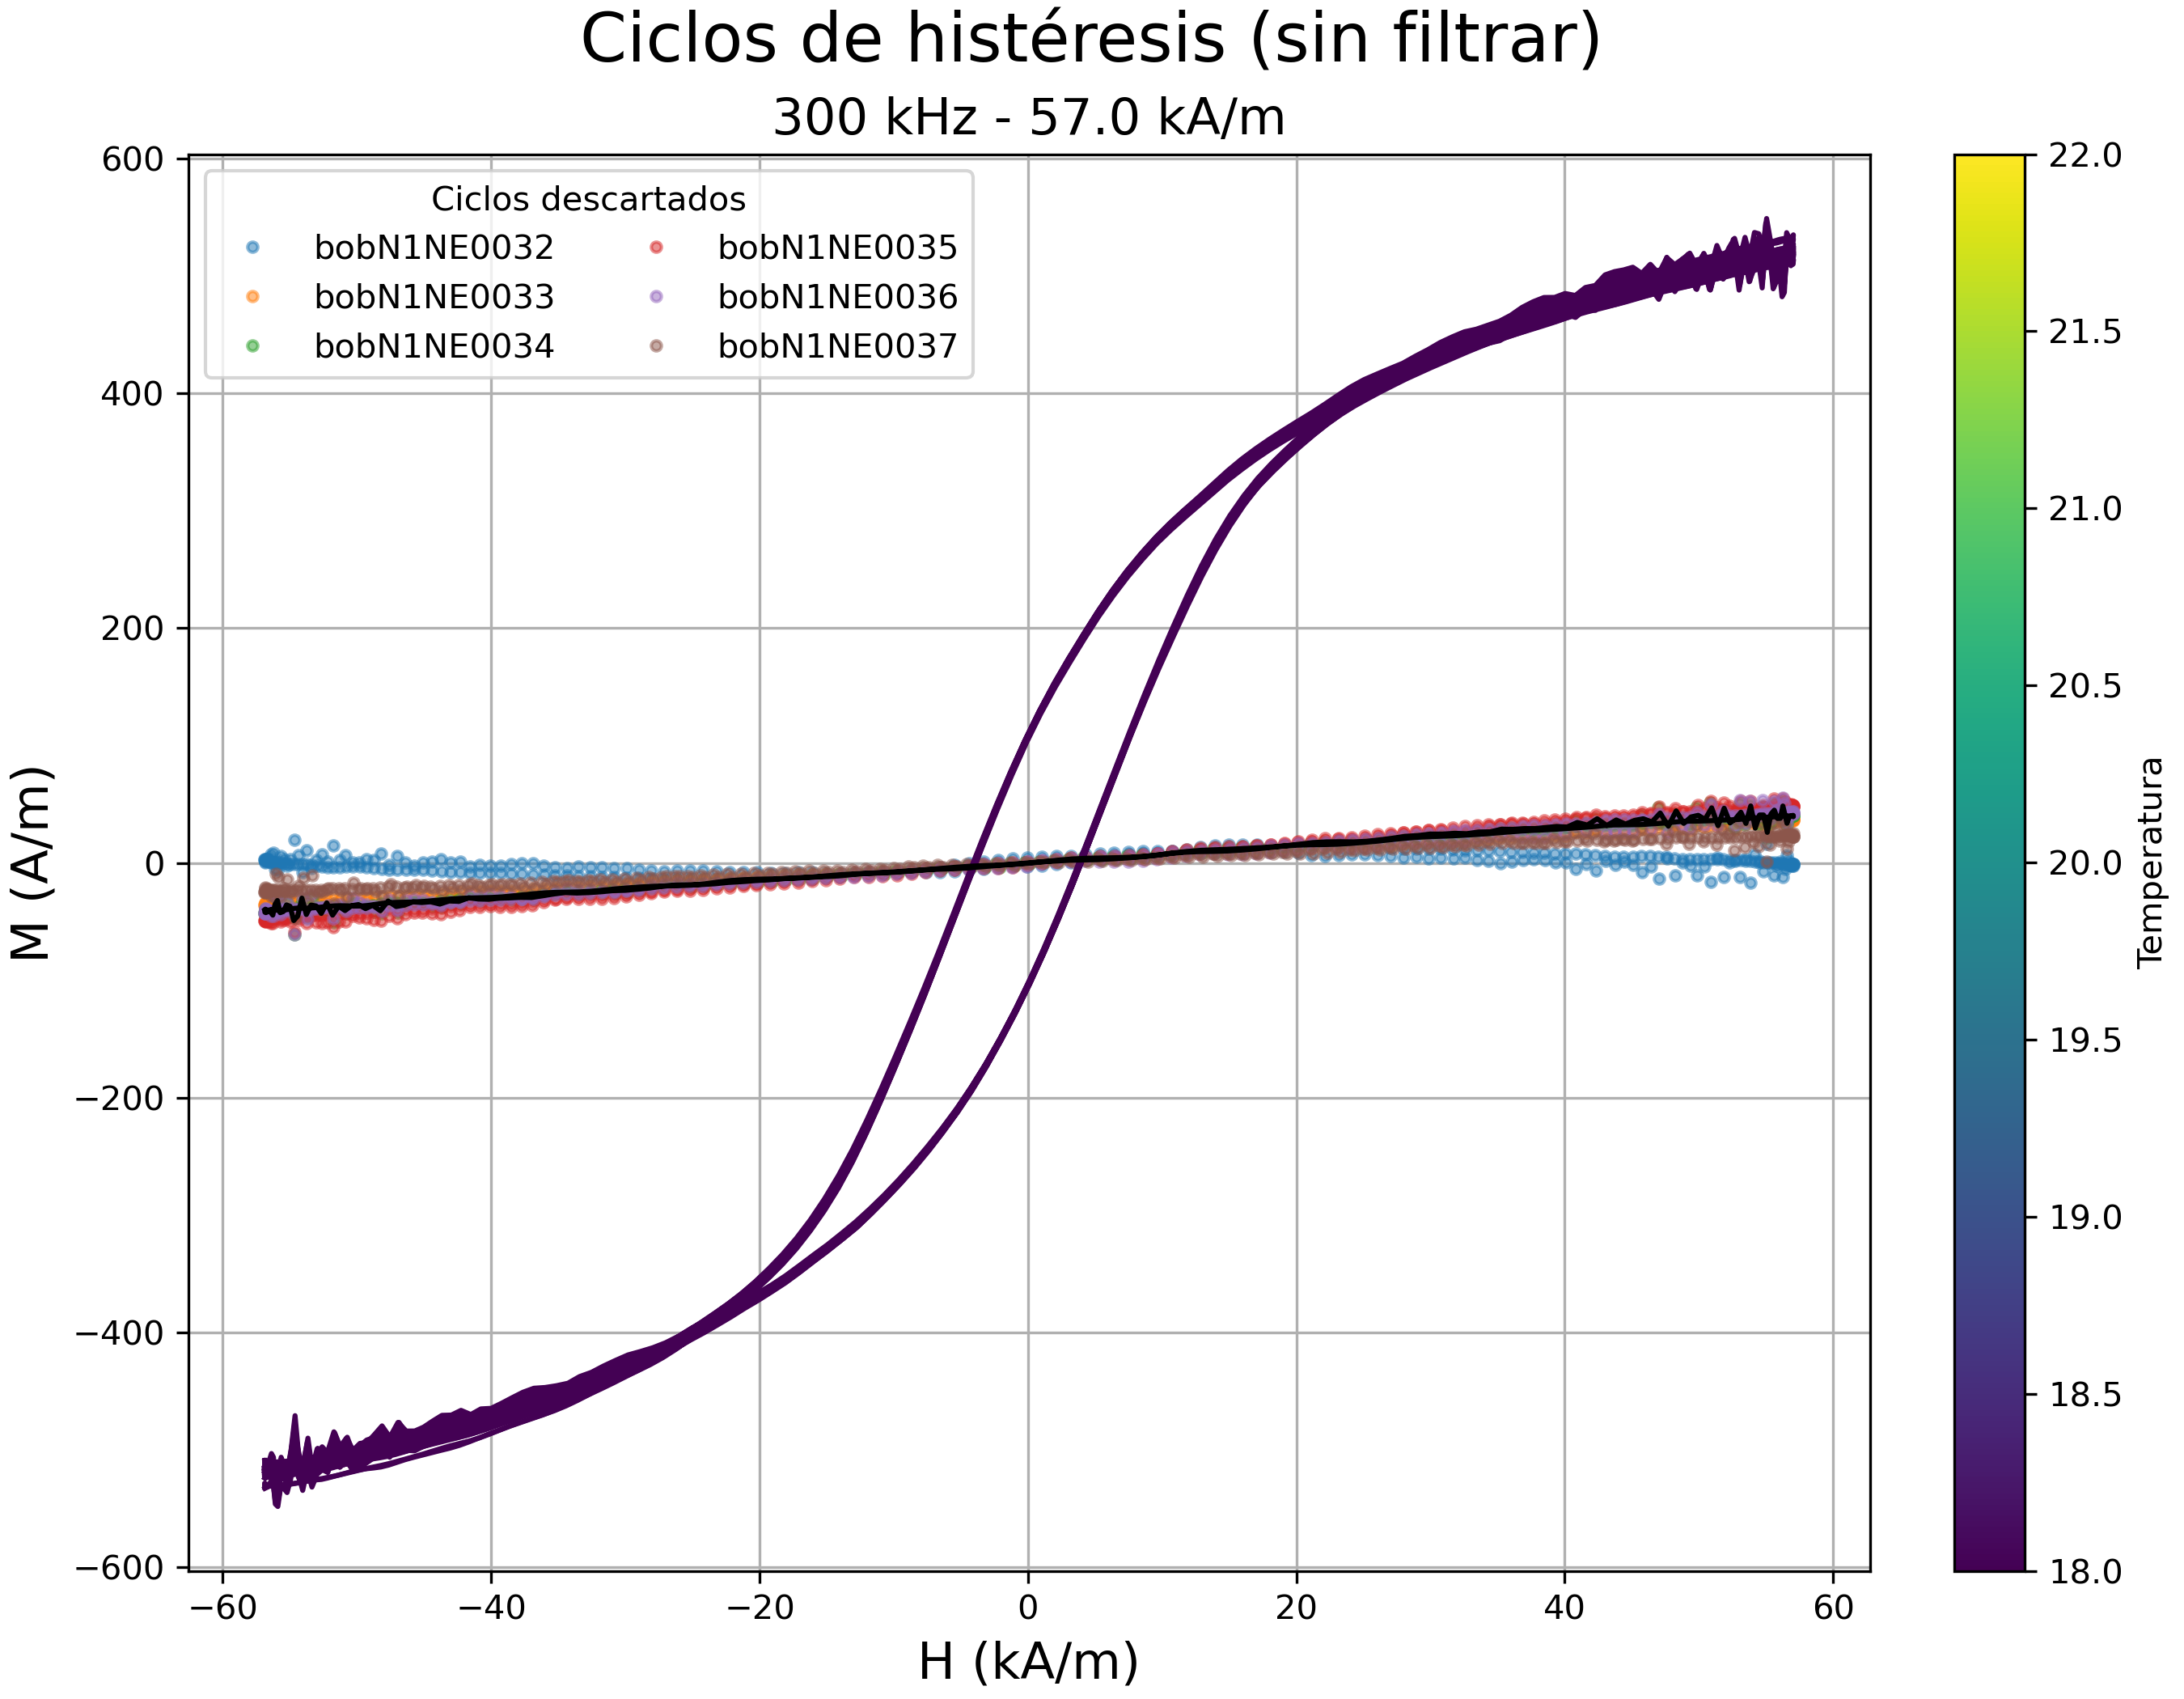 Ciclos de histéresis (sin filtrar)
300 kHz - 57.0 kA/m
Ciclos descartados
bobN1NE0032
bobN1NE0033
bobN1NE0034
bobN1NE0035
bobN1NE0036
bobN1NE0037
M (A/m)
600
400
200
0
−200
−400
−600
−60
−40
−20
0
20
40
60
H (kA/m)
22.0
21.5
21.0
20.5
20.0
19.5
19.0
18.5
18.0
Temperatura